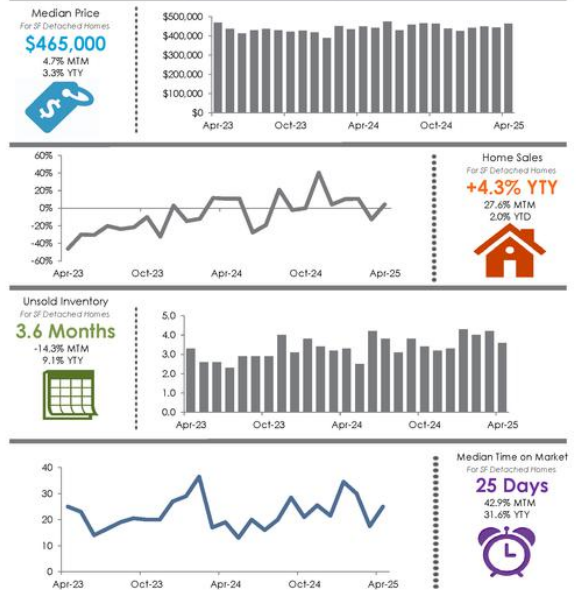 Median Price
For SF Detached Homes
$465,000
4.7% MTM
3.3% YTY
$
$500,000
$400,000
$300,000
$200,000
$100,000
$0
Apr-23 Oct-23 Apr-24 Oct-24 Apr-25
60%
40%
20%
0%
-20%
-40%
-60%
Apr-23 Oct-23 Apr-24 Oct-24 Apr-25
Home Sales
For SF Detached Homes
+4.3% YTY
27.6% MTM
2.0% YTD
Unsold Inventory
For SF Detached Homes
3.6 Months
-14.3% MTM
9.1% YTY
5.0
4.0
3.0
2.0
1.0
0.0
Apr-23 Oct-23 Apr-24 Oct-24 Apr-25
40
30
20
10
0
Apr-23 Oct-23 Apr-24 Oct-24 Apr-25
Median Time on Market
For SF Detached Homes
25 Days
42.9% MTM
31.6% YTY